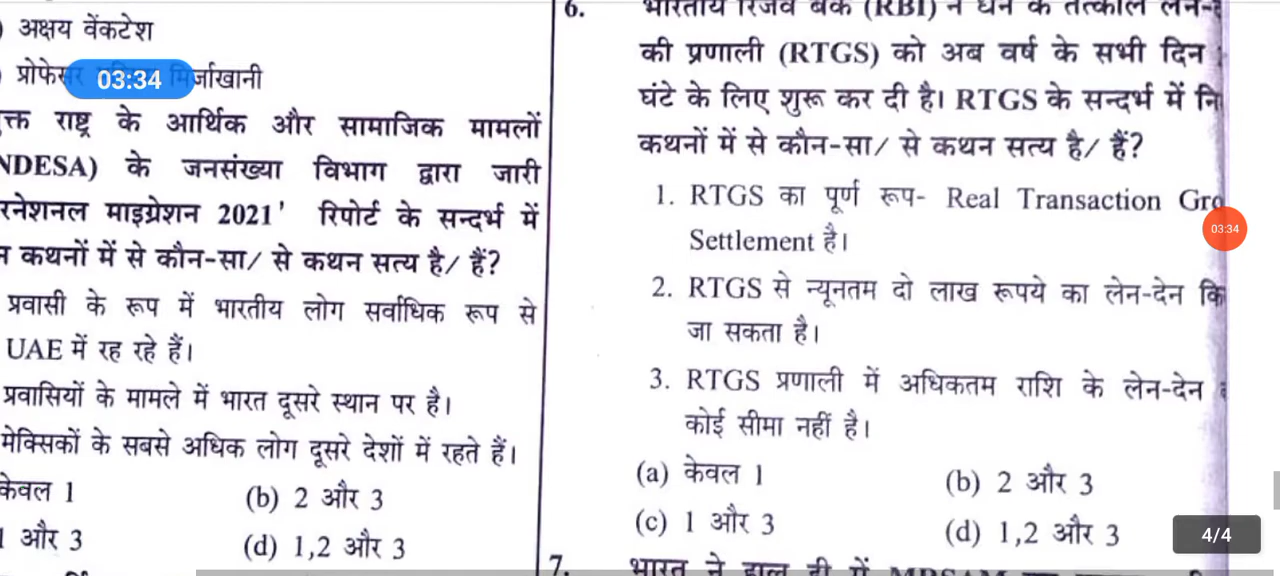 अक्षय वेंकटेश
03:34
राष्ट्र के आर्थिक और सामाजिक मामलों
NDESA) के जनसंख्या विभाग द्वारा जारी
माइग्रेशन 2021' रिपोर्ट के सन्दर्भ में
कथनों में से कौन-सा/ से कथन सत्य है/ हैं?
प्रवासी के रूप में भारतीय लोग सर्वाधिक रूप से
UAE में रह रहे हैं।
प्रवासियों के मामले में भारत दूसरे स्थान पर है।
मेक्सिकों के सबसे अधिक लोग दूसरे देशों में रहते हैं।
केवल 1
(b) 2 और 3
और 3
(d) 1,2 और 3
6. भारतीय रिजर्व बैंक (RBI) ने धन के तत्काल
की प्रणाली (RTGS) को अब वर्ष के सभी दिन
घंटे के लिए शुरू कर दी है। RTGS के सन्दर्भ में
कथनों में से कौन-सा/ से कथन सत्य है/ हैं?
1. RTGS का पूर्ण रूप- Real Transaction
03:34
Settlement है।
2. RTGS से न्यूनतम दो लाख रूपये का लेन-देन
जा सकता है।
3. RTGS प्रणाली में अधिकतम राशि के लेन-देन
कोई सीमा नहीं है।
(a) केवल 1
(b) 2 और 3
(c) 1 और 3
(d) 1,2 और 3
4/4
7. भारत ने हाल ही में